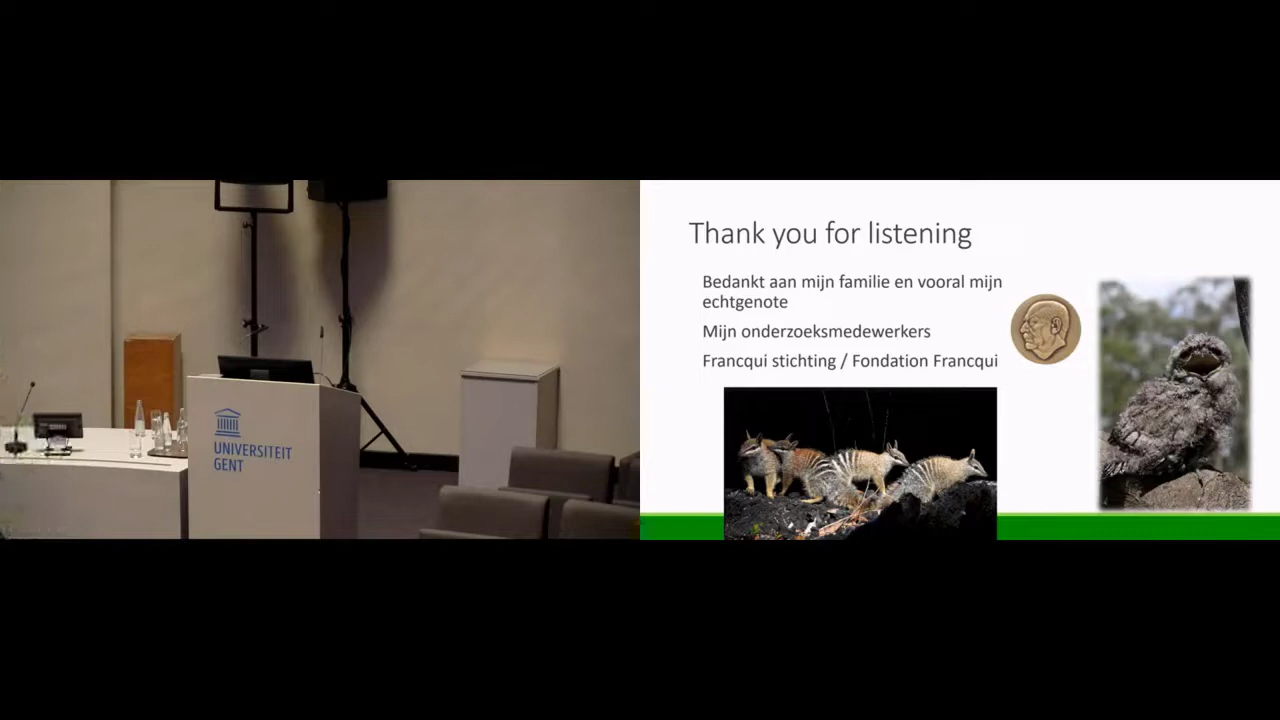 UNIVERSITEIT
GENT
Thank you for listening
Bedankt aan mijn familie en vooral mijn
echtgenote
Mijn onderzoeksmedewerkers
Francqui stichting / Fondation Francqui